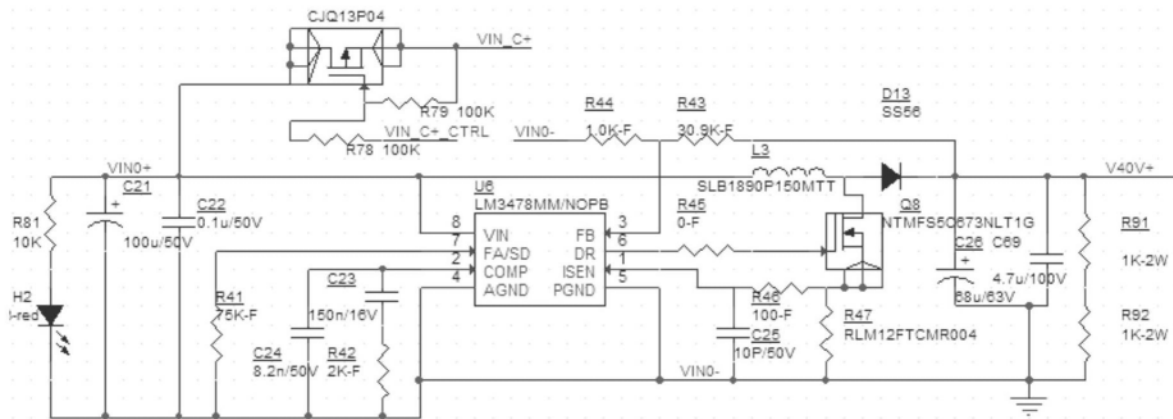 CJQ13P04
VIN_C+
R79 100K
VIN_C+_CTRL
R78 100K
VIN0-
R44
1.0K-F
R43
30.9K-F
D13
SS56
L3
SLB1890P150MTT
V40V+
VIN0+
C21
100u/50V
C22
0.1u/50V
R81
10K
H2
-red
U6
LM3478MM/NOPB
8 VIN
7 FA/SD
2 COMP
4 AGND
FB 3
DR 6
ISEN 1
PGND 5
R45
0-F
Q8
NTMFS5C673NLT1G
C26
68u/63V
C69
4.7u/100V
R91
1K-2W
R92
1K-2W
R41
75K-F
C23
150n/16V
C24
8.2n/50V
R42
2K-F
R46
100-F
C25
10P/50V
R47
RLM12FTCMR004
VIN0-